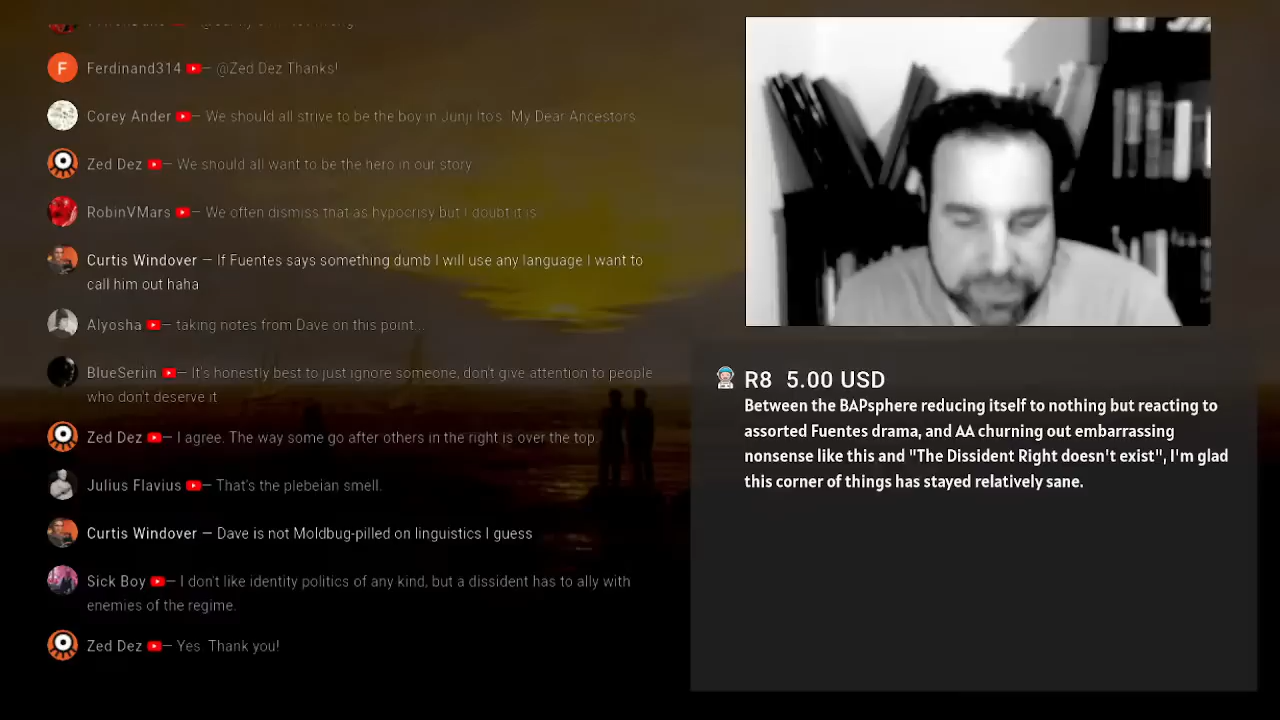 Ferdinand314 — @Zed Dez Thanks!
Corey Ander — We should all strive to be the boy in Junji Ito's My Dear Ancestors
Zed Dez — We should all want to be the hero in our story
RobinVMars — We often dismiss that as hypocrisy but I doubt it is
Curtis Windover — If Fuentes says something dumb I will use any language I want to
call him out haha
Alyosha — taking notes from Dave on this point...
BlueSeriin — It's honestly best to just ignore someone, don't give attention to people
who don't deserve it
Zed Dez — I agree. The way some go after others in the right is over the top.
Julius Flavius — That's the plebeian smell.
Curtis Windover — Dave is not Moldbug-pilled on linguistics I guess
Sick Boy — I don't like identity politics of any kind, but a dissident has to ally with
enemies of the regime.
Zed Dez — Yes Thank you!
R8 5.00 USD
Between the BAPsphere reducing itself to nothing but reacting to
assorted Fuentes drama, and AA churning out embarrassing
nonsense like this and "The Dissident Right doesn't exist", I'm glad
this corner of things has stayed relatively sane.